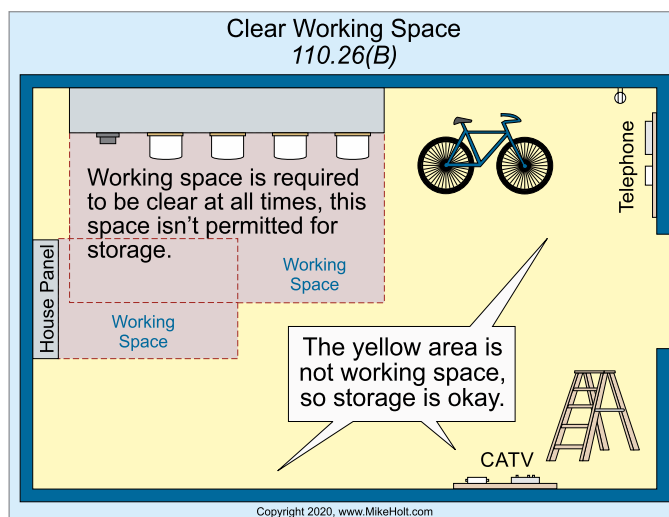 Clear Working Space
110.26(B)
Working space is required
to be clear at all times, this
space isn't permitted for
storage.
Telephone
House Panel
Working
Space
Working
Space
The yellow area is
not working space,
so storage is okay.
CATV
Copyright 2020, www.MikeHolt.com